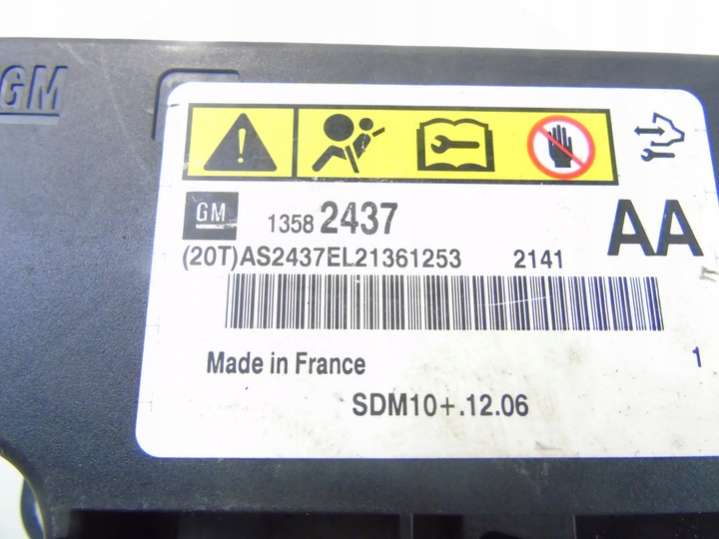 GM
GM 1358 2437 AA
(20T)AS2437EL21361253 2141
Made in France 1
SDM10+.12.06